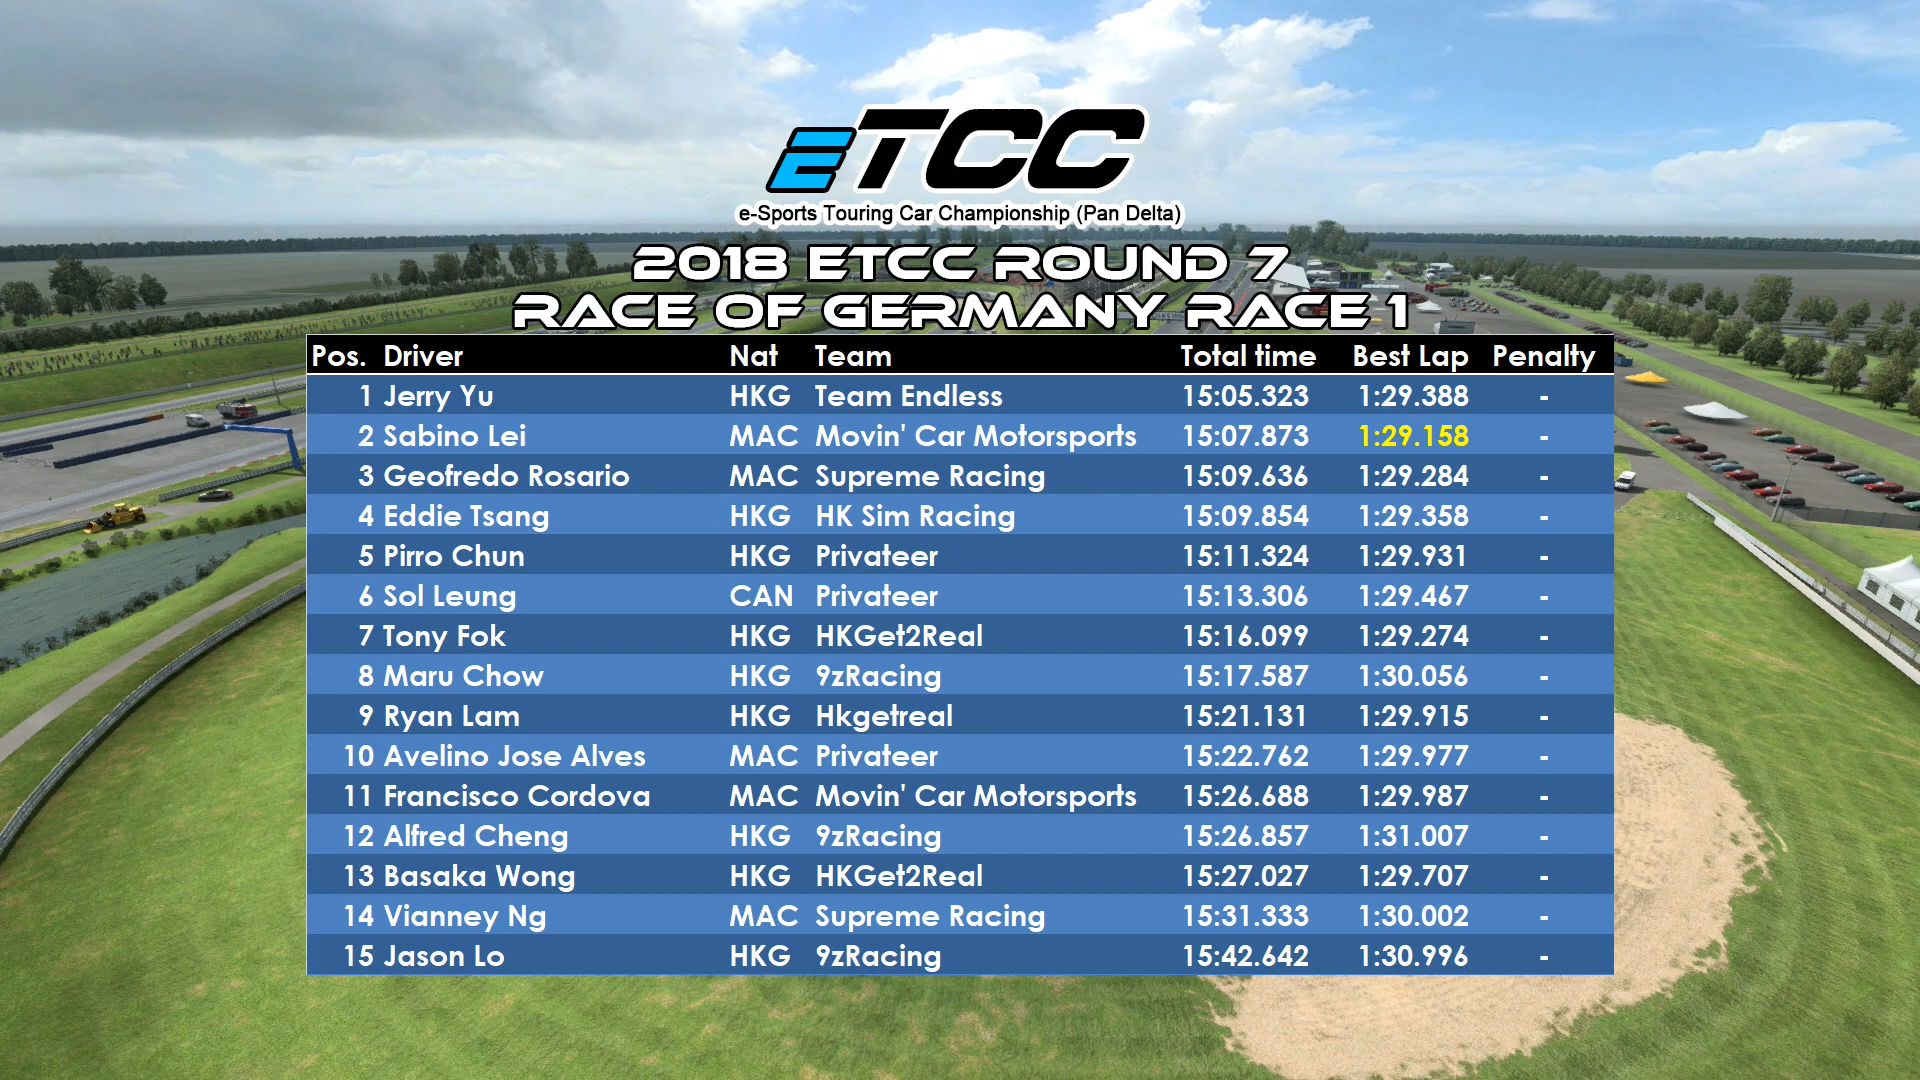 eTCC
e-Sports Touring Car Championship (Pan Delta)
2018 ETCC ROUND 7
RACE OF GERMANY RACE 1
Pos. Driver Nat Team Total time Best Lap Penalty
1 Jerry Yu HKG Team Endless 15:05.323 1:29.388 -
2 Sabino Lei MAC Movin' Car Motorsports 15:07.873 1:29.158 -
3 Geofredo Rosario MAC Supreme Racing 15:09.636 1:29.284 -
4 Eddie Tsang HKG HK Sim Racing 15:09.854 1:29.358 -
5 Pirro Chun HKG Privateer 15:11.324 1:29.931 -
6 Sol Leung CAN Privateer 15:13.306 1:29.467 -
7 Tony Fok HKG HKGet2Real 15:16.099 1:29.274 -
8 Maru Chow HKG 9zRacing 15:17.587 1:30.056 -
9 Ryan Lam HKG Hkgetreal 15:21.131 1:29.915 -
10 Avelino Jose Alves MAC Privateer 15:22.762 1:29.977 -
11 Francisco Cordova MAC Movin' Car Motorsports 15:26.688 1:29.987 -
12 Alfred Cheng HKG 9zRacing 15:26.857 1:31.007 -
13 Basaka Wong HKG HKGet2Real 15:27.027 1:29.707 -
14 Vianney Ng MAC Supreme Racing 15:31.333 1:30.002 -
15 Jason Lo HKG 9zRacing 15:42.642 1:30.996 -